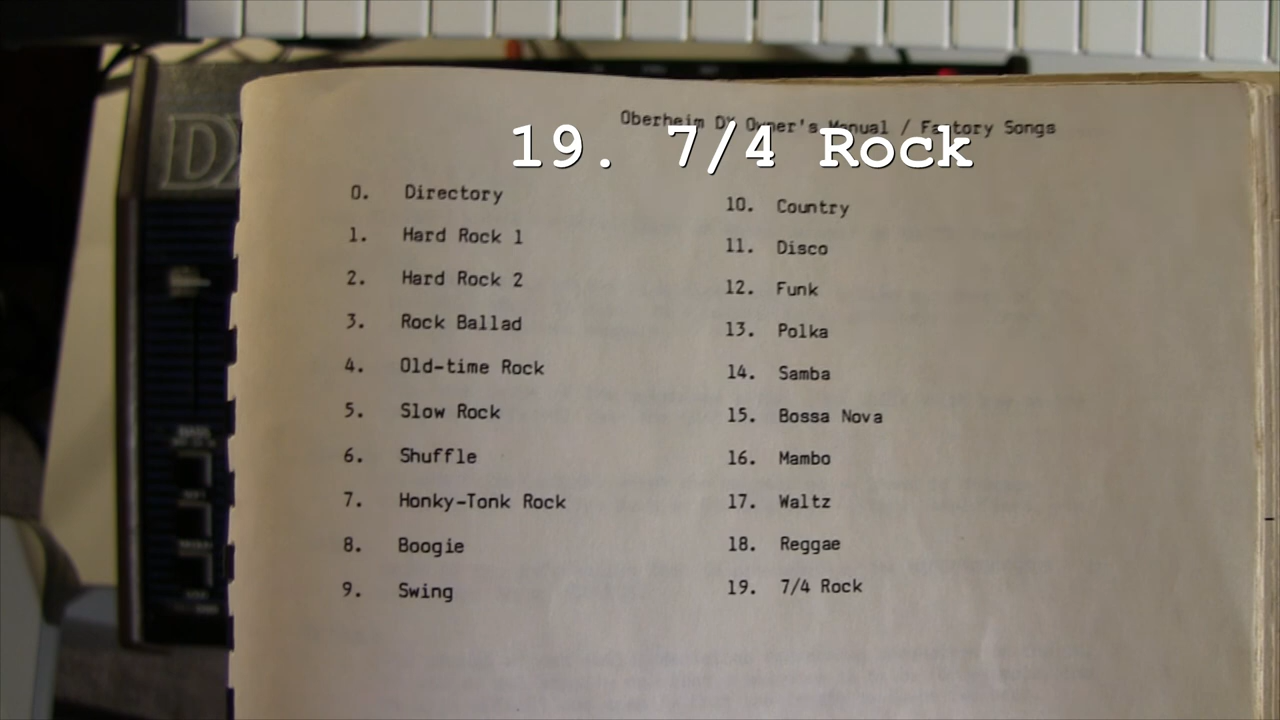 Oberheim DX Owner's Manual / Factory Songs
19. 7/4 Rock
DX
0. Directory
1. Hard Rock 1
2. Hard Rock 2
3. Rock Ballad
4. Old-time Rock
5. Slow Rock
6. Shuffle
7. Honky-Tonk Rock
8. Boogie
9. Swing
10. Country
11. Disco
12. Funk
13. Polka
14. Samba
15. Bossa Nova
16. Mambo
17. Waltz
18. Reggae
19. 7/4 Rock